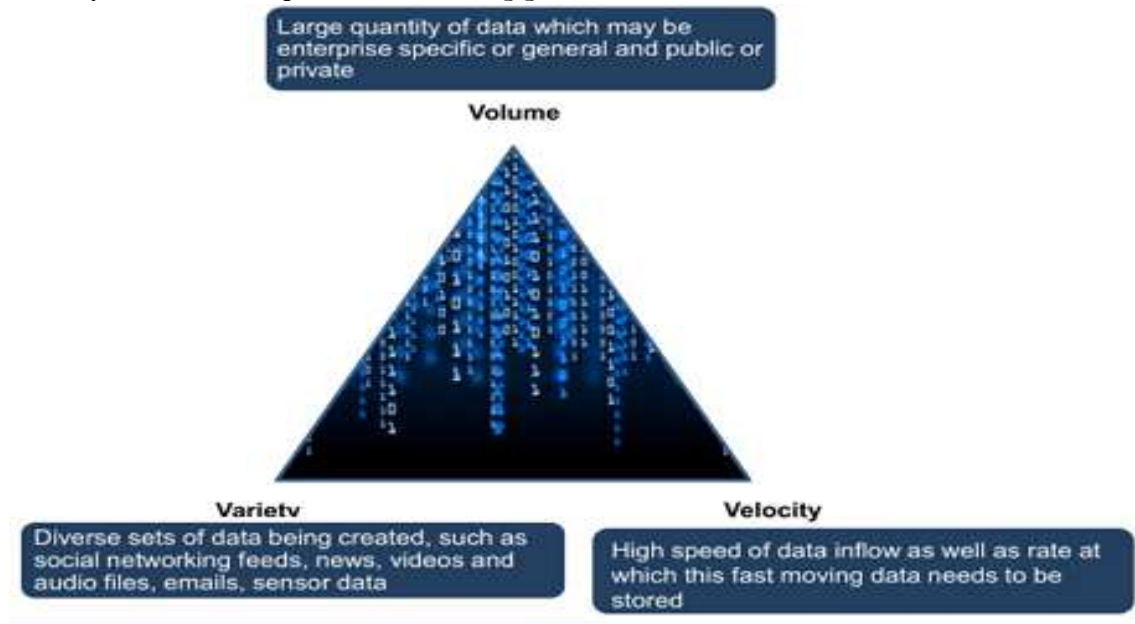 Large quantity of data which may be
enterprise specific or general and public or
private
Volume
Variety
Diverse sets of data being created, such as
social networking feeds, news, videos and
audio files, emails, sensor data
Velocity
High speed of data inflow as well as rate at
which this fast moving data needs to be
stored